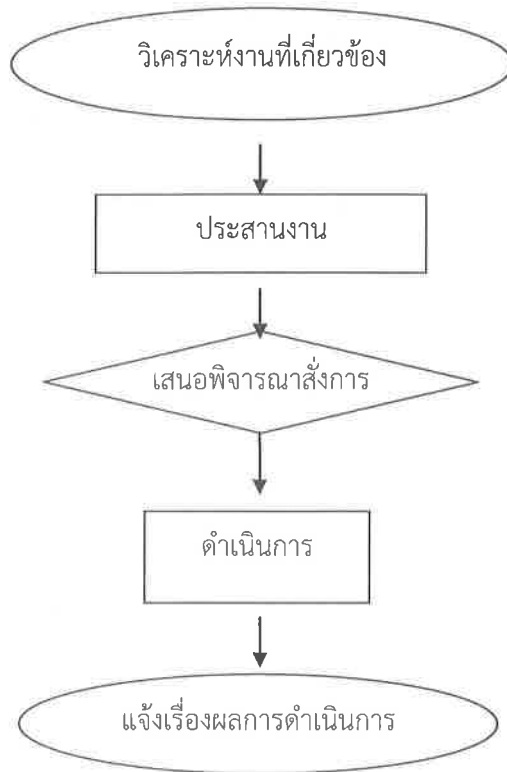 วิเคราะห์งานที่เกี่ยวข้อง
ประสานงาน
เสนอพิจารณาสั่งการ
ดำเนินการ
แจ้งเรื่องผลการดำเนินการ